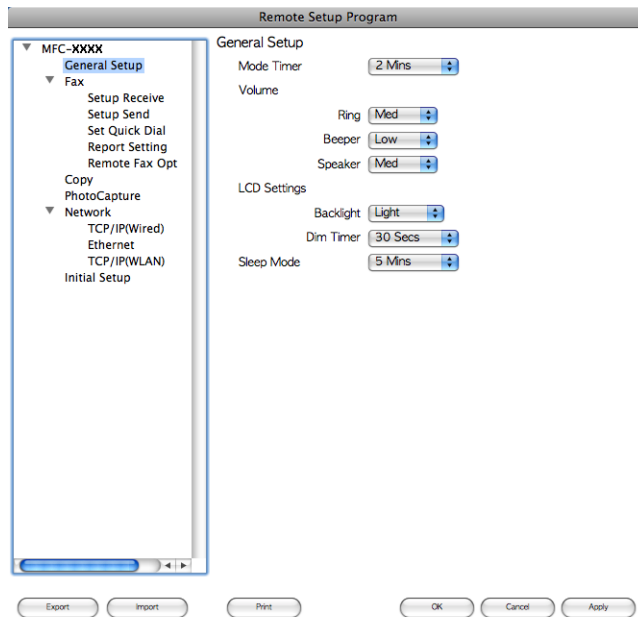 Remote Setup Program
MFC-XXXX
General Setup
Fax
Setup Receive
Setup Send
Set Quick Dial
Report Setting
Remote Fax Opt
Copy
PhotoCapture
Network
TCP/IP(Wired)
Ethernet
TCP/IP(WLAN)
Initial Setup
General Setup
Mode Timer 2 Mins
Volume
Ring Med
Beeper Low
Speaker Med
LCD Settings
Backlight Light
Dim Timer 30 Secs
Sleep Mode 5 Mins
Export Import Print OK Cancel Apply